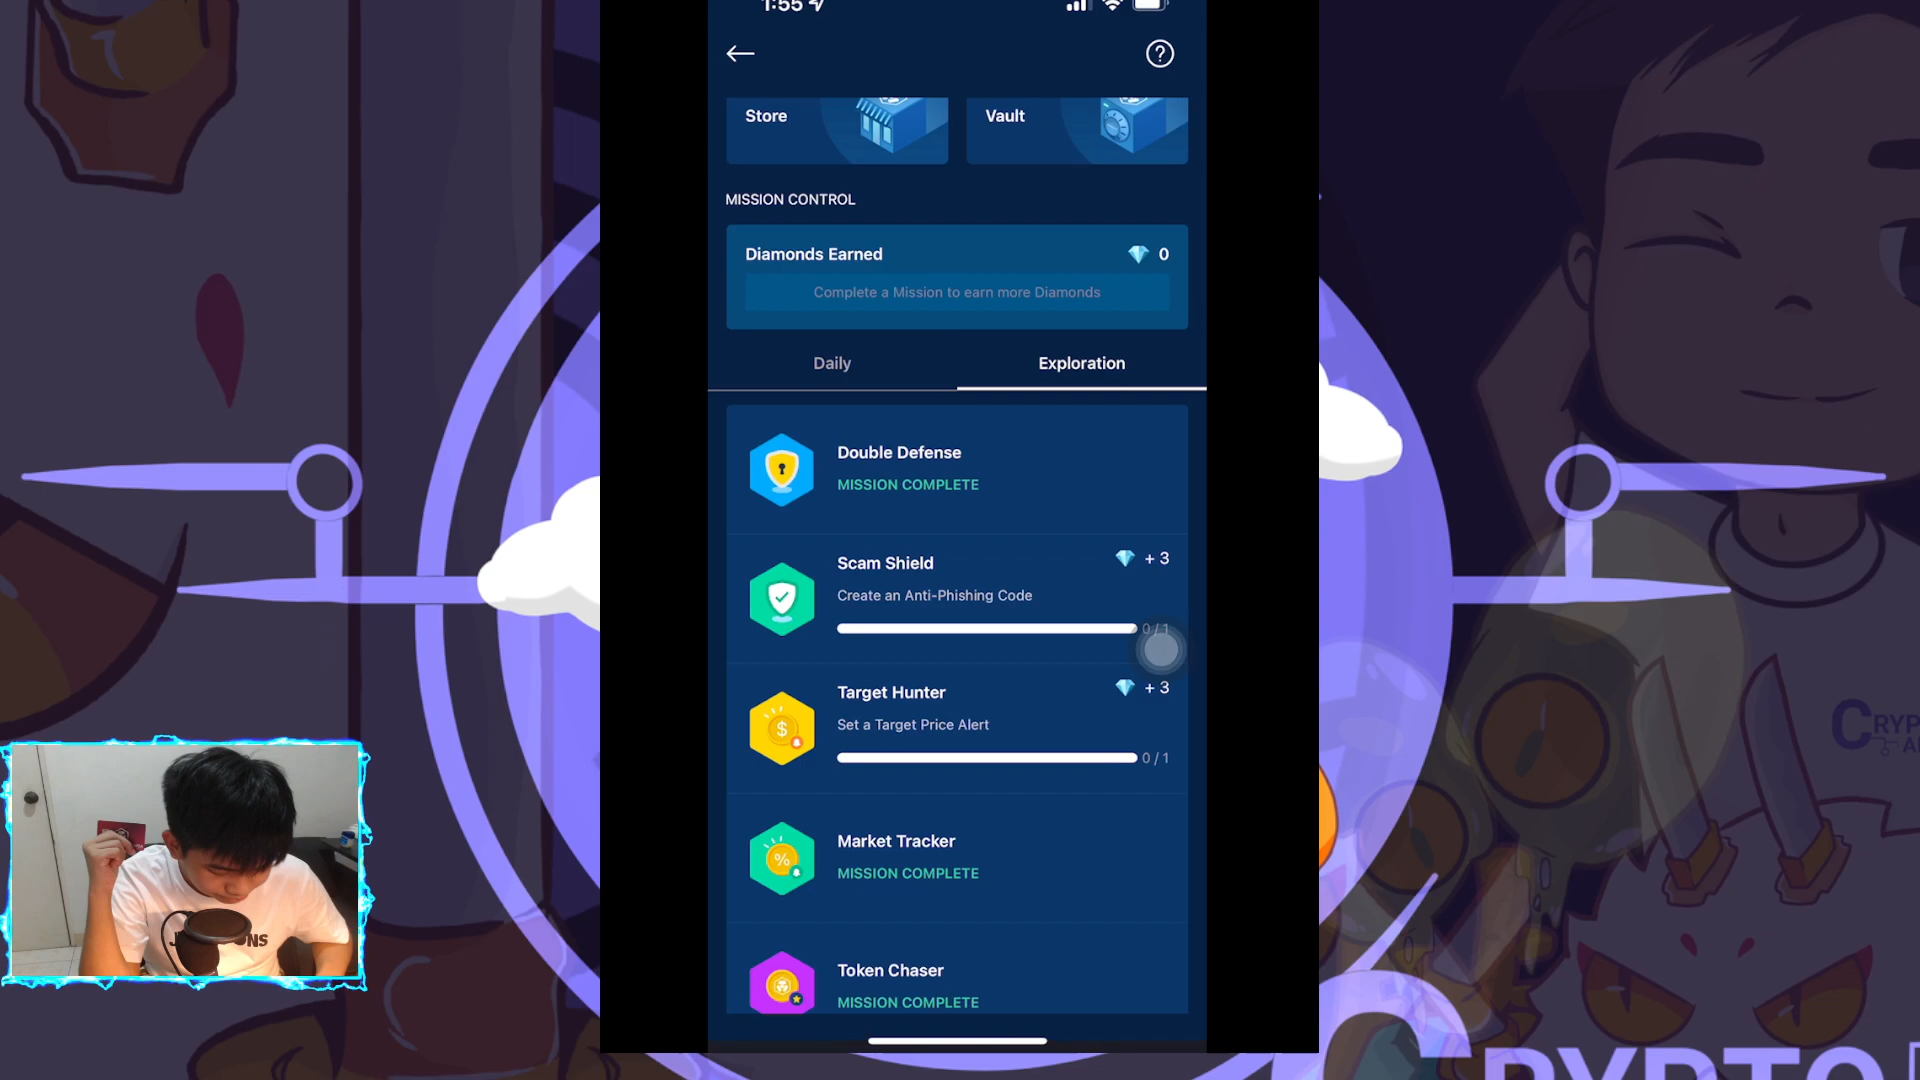 1:55
Store
Vault
MISSION CONTROL
Diamonds Earned
0
Complete a Mission to earn more Diamonds
Daily
Exploration
Double Defense
MISSION COMPLETE
Scam Shield
+ 3
Create an Anti-Phishing Code
0 / 1
Target Hunter
+ 3
Set a Target Price Alert
0 / 1
Market Tracker
MISSION COMPLETE
Token Chaser
MISSION COMPLETE